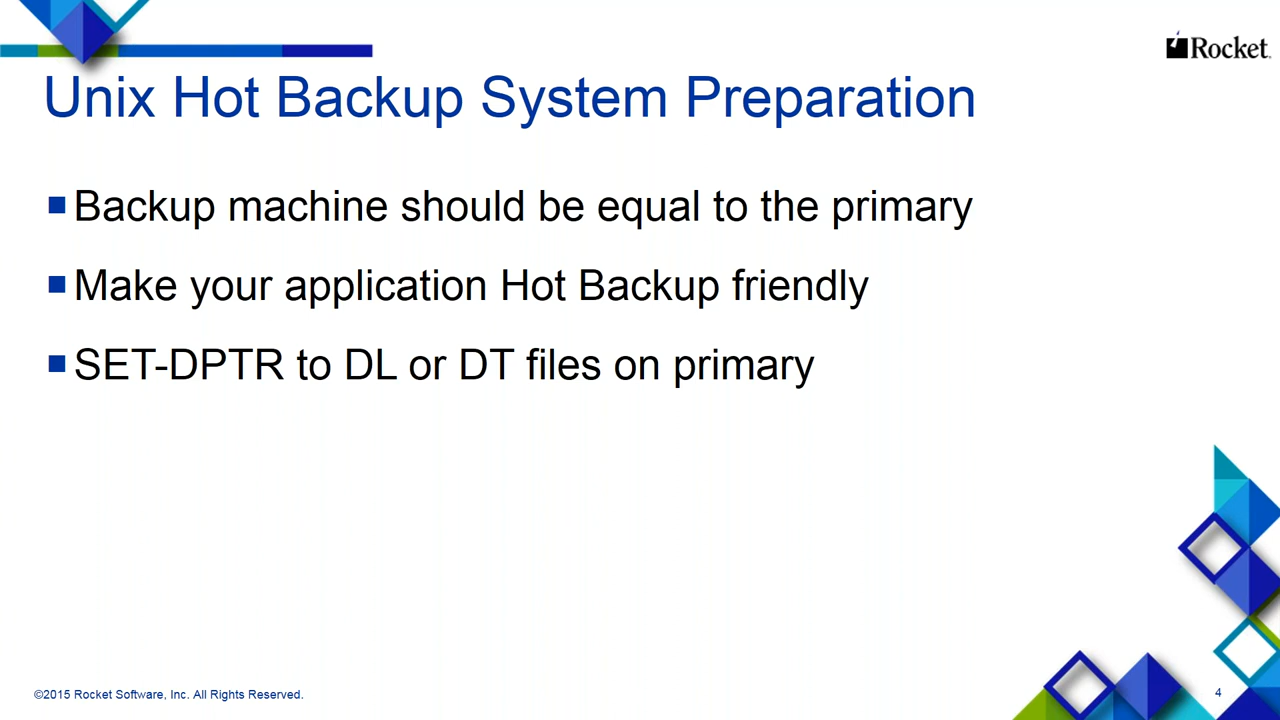 Rocket
Unix Hot Backup System Preparation
Backup machine should be equal to the primary
Make your application Hot Backup friendly
SET-DPTR to DL or DT files on primary
©2015 Rocket Software, Inc. All Rights Reserved.
4